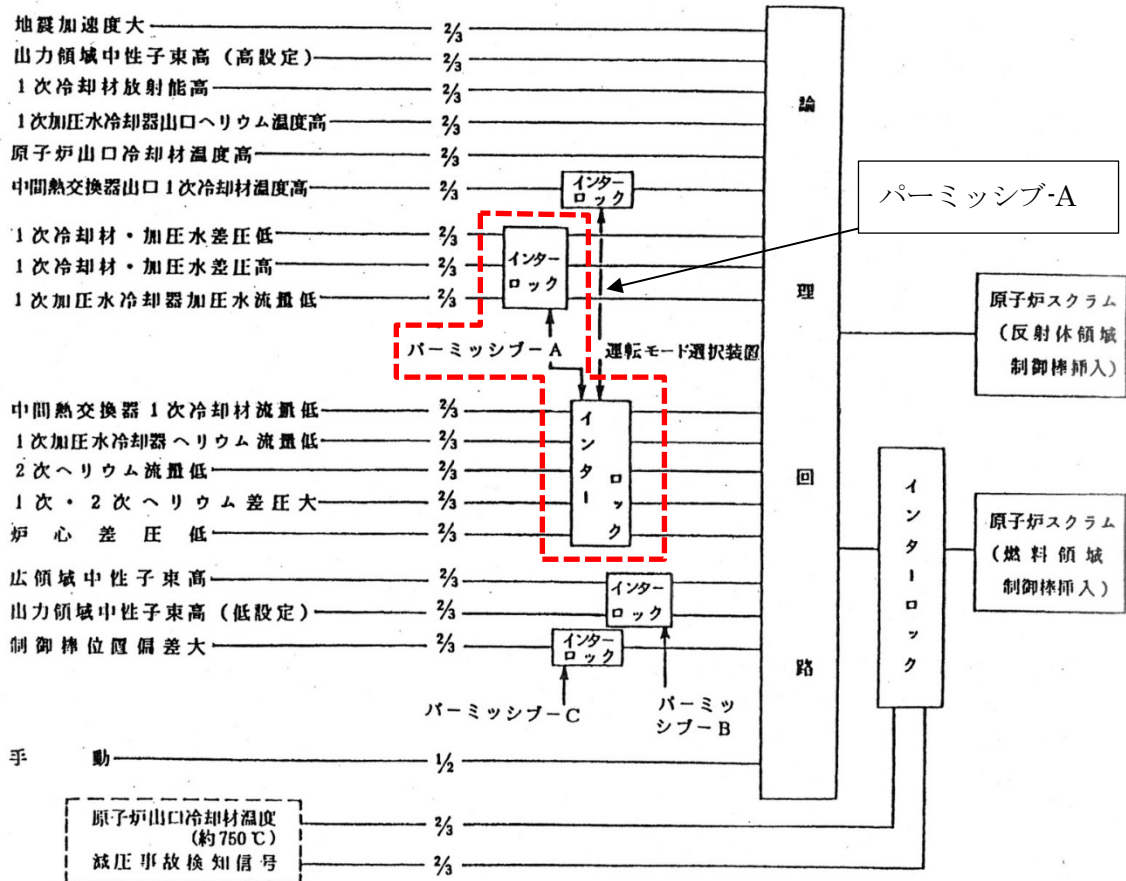 地震加速度大 2/3
出力領域中性子束高(高設定) 2/3
1次冷却材放射能高 2/3
1次加圧水冷却器出口ヘリウム温度高 2/3
原子炉出口冷却材温度高 2/3
中間熱交換器出口1次冷却材温度高 2/3
インターロック
パーミッシブ-A
1次冷却材・加圧水差圧低 2/3
1次冷却材・加圧水差圧高 2/3
1次加圧水冷却器加圧水流量低 2/3
インターロック
パーミッシブ-A
運転モード選択装置
中間熱交換器1次冷却材流量低 2/3
1次加圧水冷却器ヘリウム流量低 2/3
2次ヘリウム流量低 2/3
1次・2次ヘリウム差圧大 2/3
炉心差圧低 2/3
インターロック
広領域中性子束高 2/3
出力領域中性子束高(低設定) 2/3
インターロック
制御棒位置偏差大 2/3
インターロック
パーミッシブ-C
パーミッ
シブ-B
手動 1/2
原子炉出口冷却材温度
(約750℃) 2/3
減圧事故検知信号 2/3
論理回路
インターロック
原子炉スクラム
(反射体領域
制御棒挿入)
原子炉スクラム
(燃料領域
制御棒挿入)